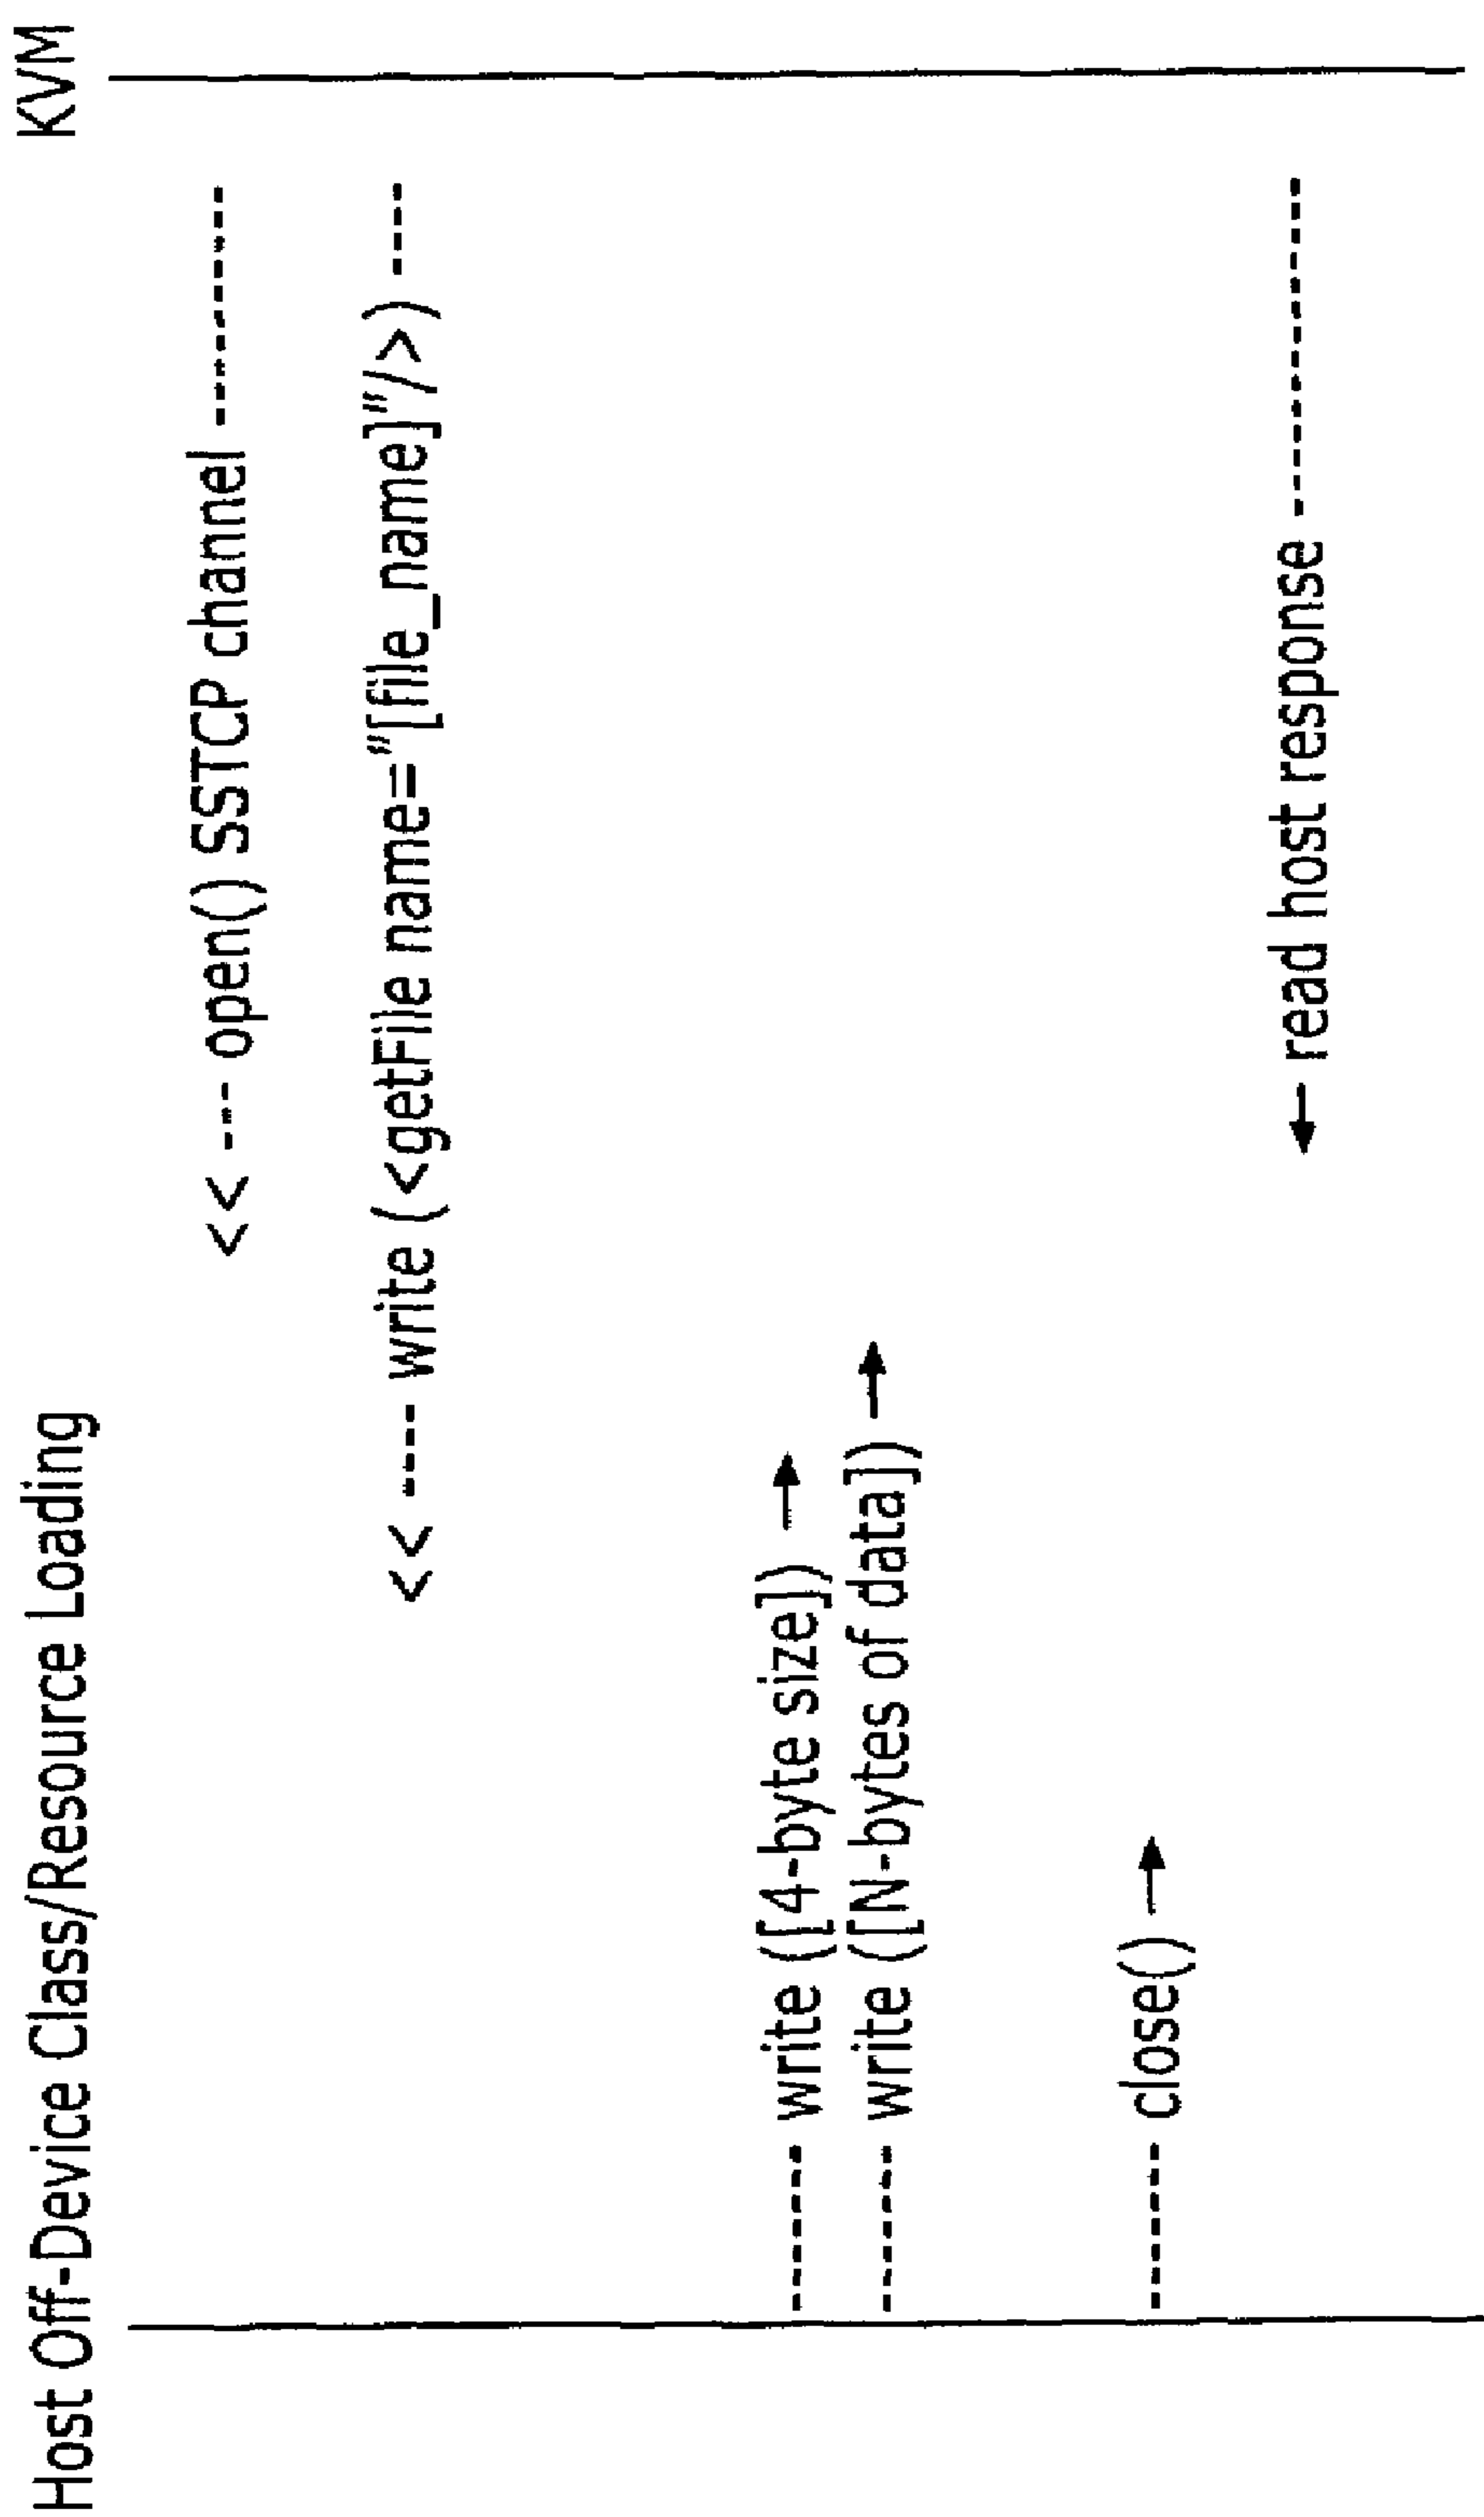 Host Off-Device Class/Resource Loading
KVM
<< --- open() SSTCP channel ----------
<< ---- write (<getFile name="[file_name]"/>) ----
------- write ([4-byte size])
------- write ([N-bytes of data])
------- close()
read host response --------------